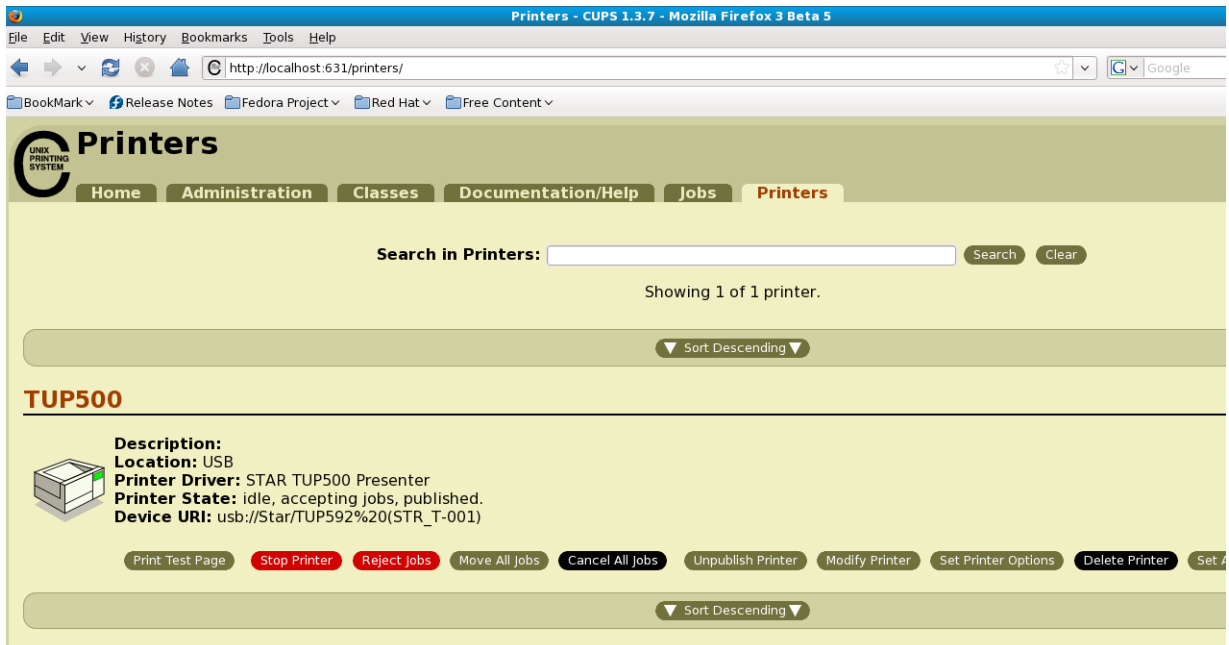 Printers - CUPS 1.3.7 - Mozilla Firefox 3 Beta 5
File Edit View History Bookmarks Tools Help
http://localhost:631/printers/ G Google
BookMark Release Notes Fedora Project Red Hat Free Content
UNIX
PRINTING
SYSTEM
Printers
Home Administration Classes Documentation/Help Jobs Printers
Search in Printers: Search Clear
Showing 1 of 1 printer.
▼ Sort Descending ▼
TUP500
Description:
Location: USB
Printer Driver: STAR TUP500 Presenter
Printer State: idle, accepting jobs, published.
Device URI: usb://Star/TUP592%20(STR_T-001)
Print Test Page Stop Printer Reject Jobs Move All Jobs Cancel All Jobs Unpublish Printer Modify Printer Set Printer Options Delete Printer Set A
▼ Sort Descending ▼